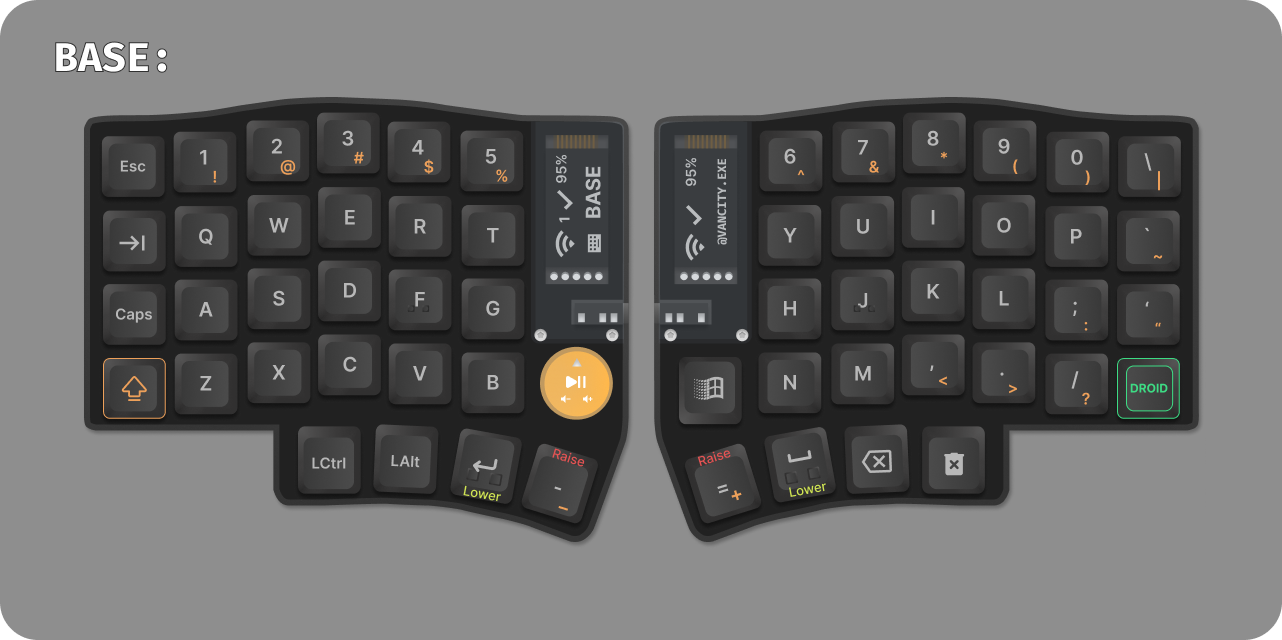 BASE:
Esc 1 ! 2 @ 3 # 4 $ 5 %
6 ^ 7 & 8 * 9 ( 0 ) \ |
1 95%
BASE
95%
@VANCITY.EXE
Q W E R T
Y U I O P ` ~
Caps A S D F G
H J K L ; : ‘ “
Z X C V B
N M ’ < . > / ? DROID
LCtrl LAlt
Lower
Raise
- _
Raise
= +
Lower